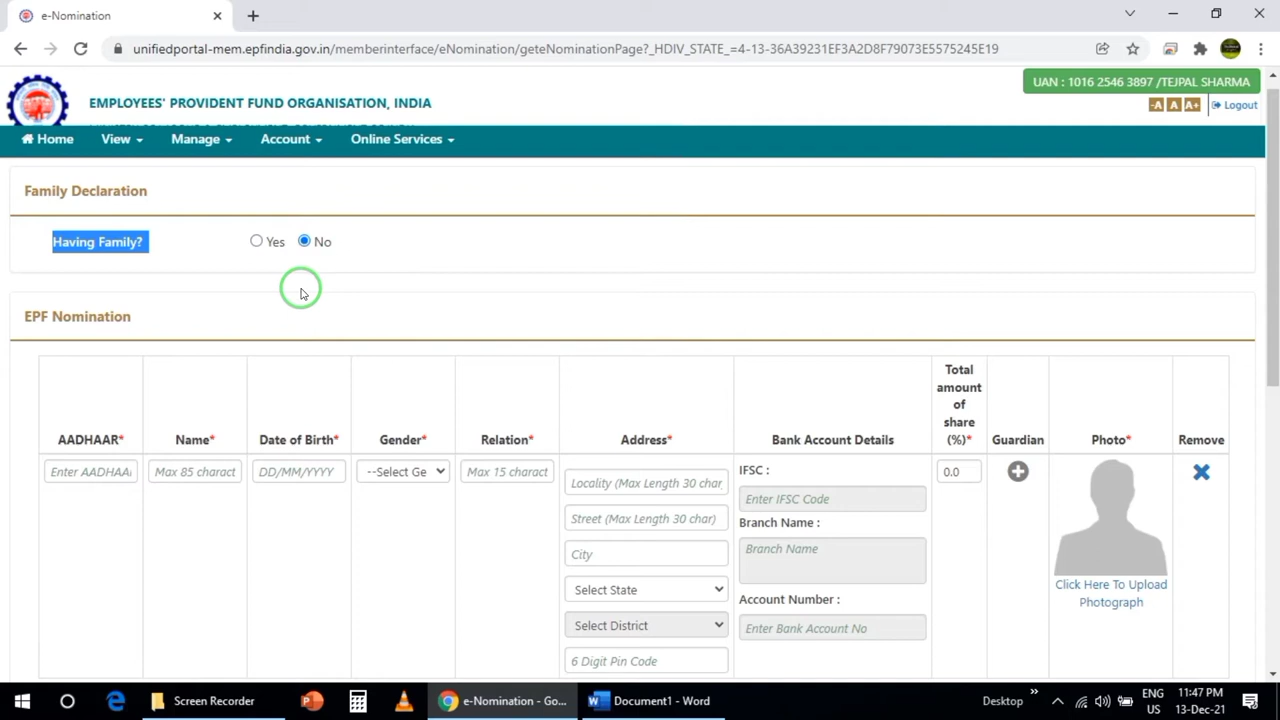 e-Nomination
unifiedportal-mem.epfindia.gov.in/memberinterface/eNomination/geteNominationPage?_HDIV_STATE_=4-13-36A39231EF3A2D8F79073E5575245E19
UAN : 1016 2546 3897 /TEJPAL SHARMA
EMPLOYEES' PROVIDENT FUND ORGANISATION, INDIA
-A A A+ Logout
Home View Manage Account Online Services
Family Declaration
Having Family? Yes No
EPF Nomination
AADHAAR* Name* Date of Birth* Gender* Relation* Address* Bank Account Details Total amount of share (%)* Guardian Photo* Remove
Enter AADHAA Max 85 charact DD/MM/YYYY --Select Ge Max 15 charact
Locality (Max Length 30 char
Street (Max Length 30 char)
City
Select State
Select District
6 Digit Pin Code
IFSC :
Enter IFSC Code
Branch Name :
Branch Name
Account Number :
Enter Bank Account No
0.0
Click Here To Upload
Photograph
Screen Recorder
e-Nomination - Go...
Document1 - Word
Desktop
ENG
US
11:47 PM
13-Dec-21